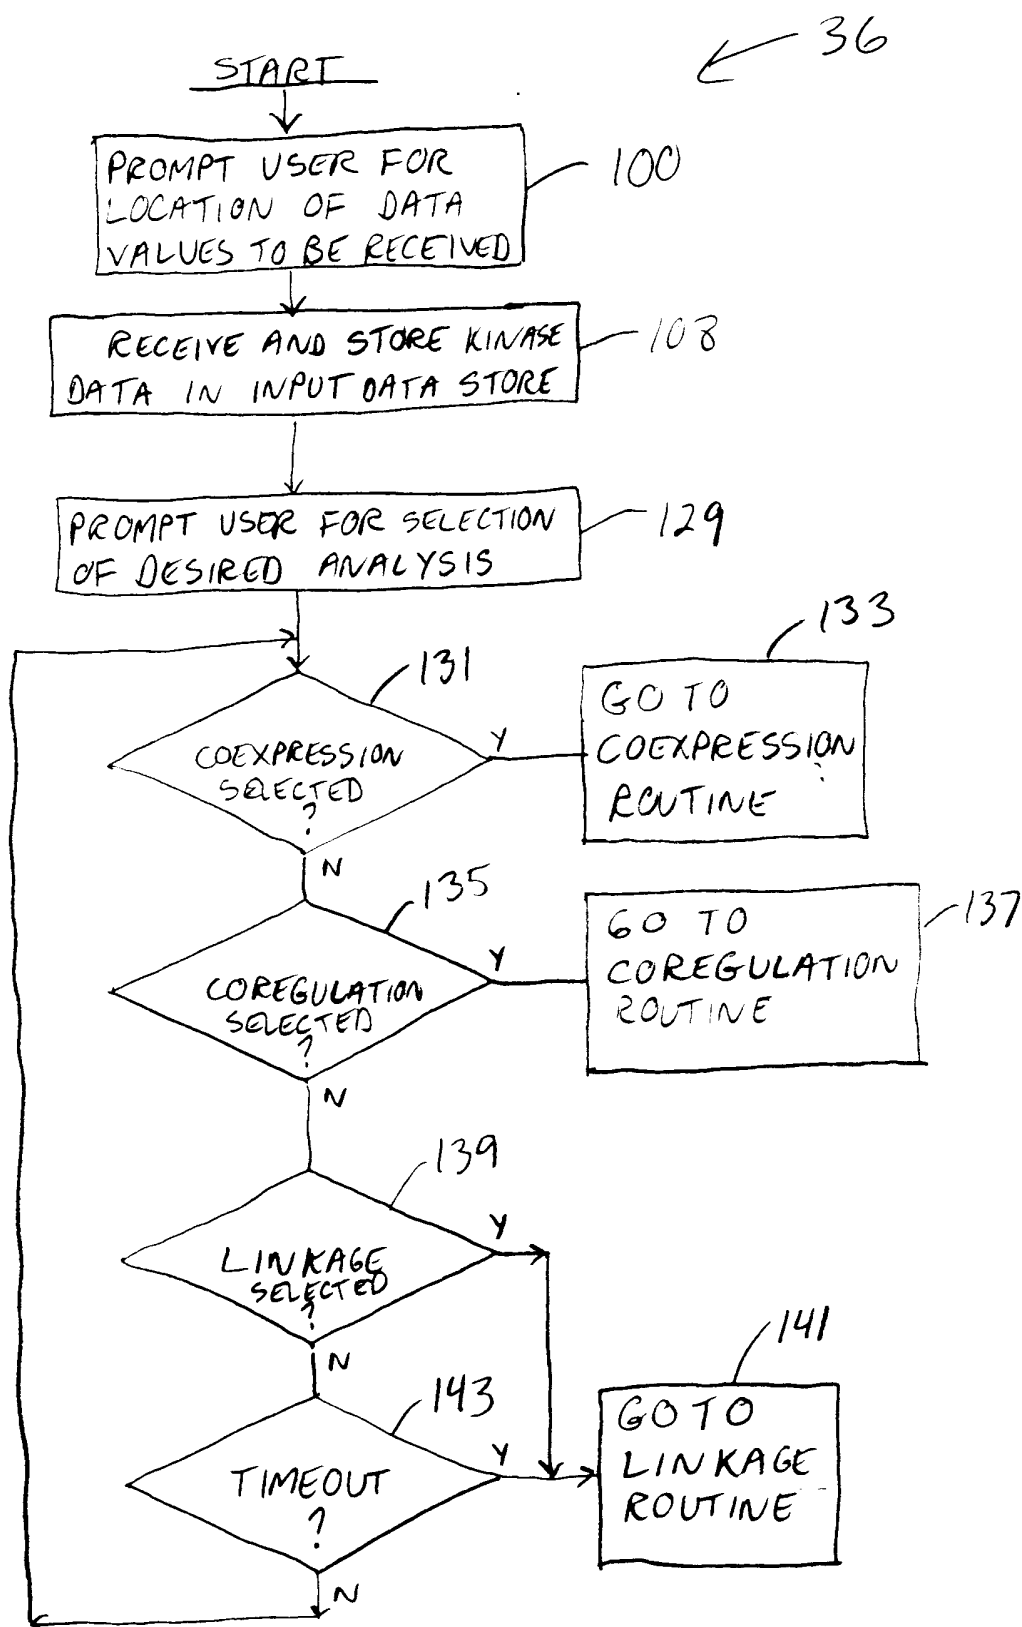 36
START
PROMPT USER FOR
LOCATION OF DATA
VALUES TO BE RECEIVED
100
RECEIVE AND STORE KINASE
DATA IN INPUT DATA STORE
108
PROMPT USER FOR SELECTION
OF DESIRED ANALYSIS
129
COEXPRESSION
SELECTED
?
131
Y
N
GO TO
COEXPRESSION
ROUTINE
133
COREGULATION
SELECTED
?
135
Y
N
GO TO
COREGULATION
ROUTINE
137
LINKAGE
SELECTED
?
139
Y
N
GO TO
LINKAGE
ROUTINE
141
TIMEOUT
?
143
Y
N